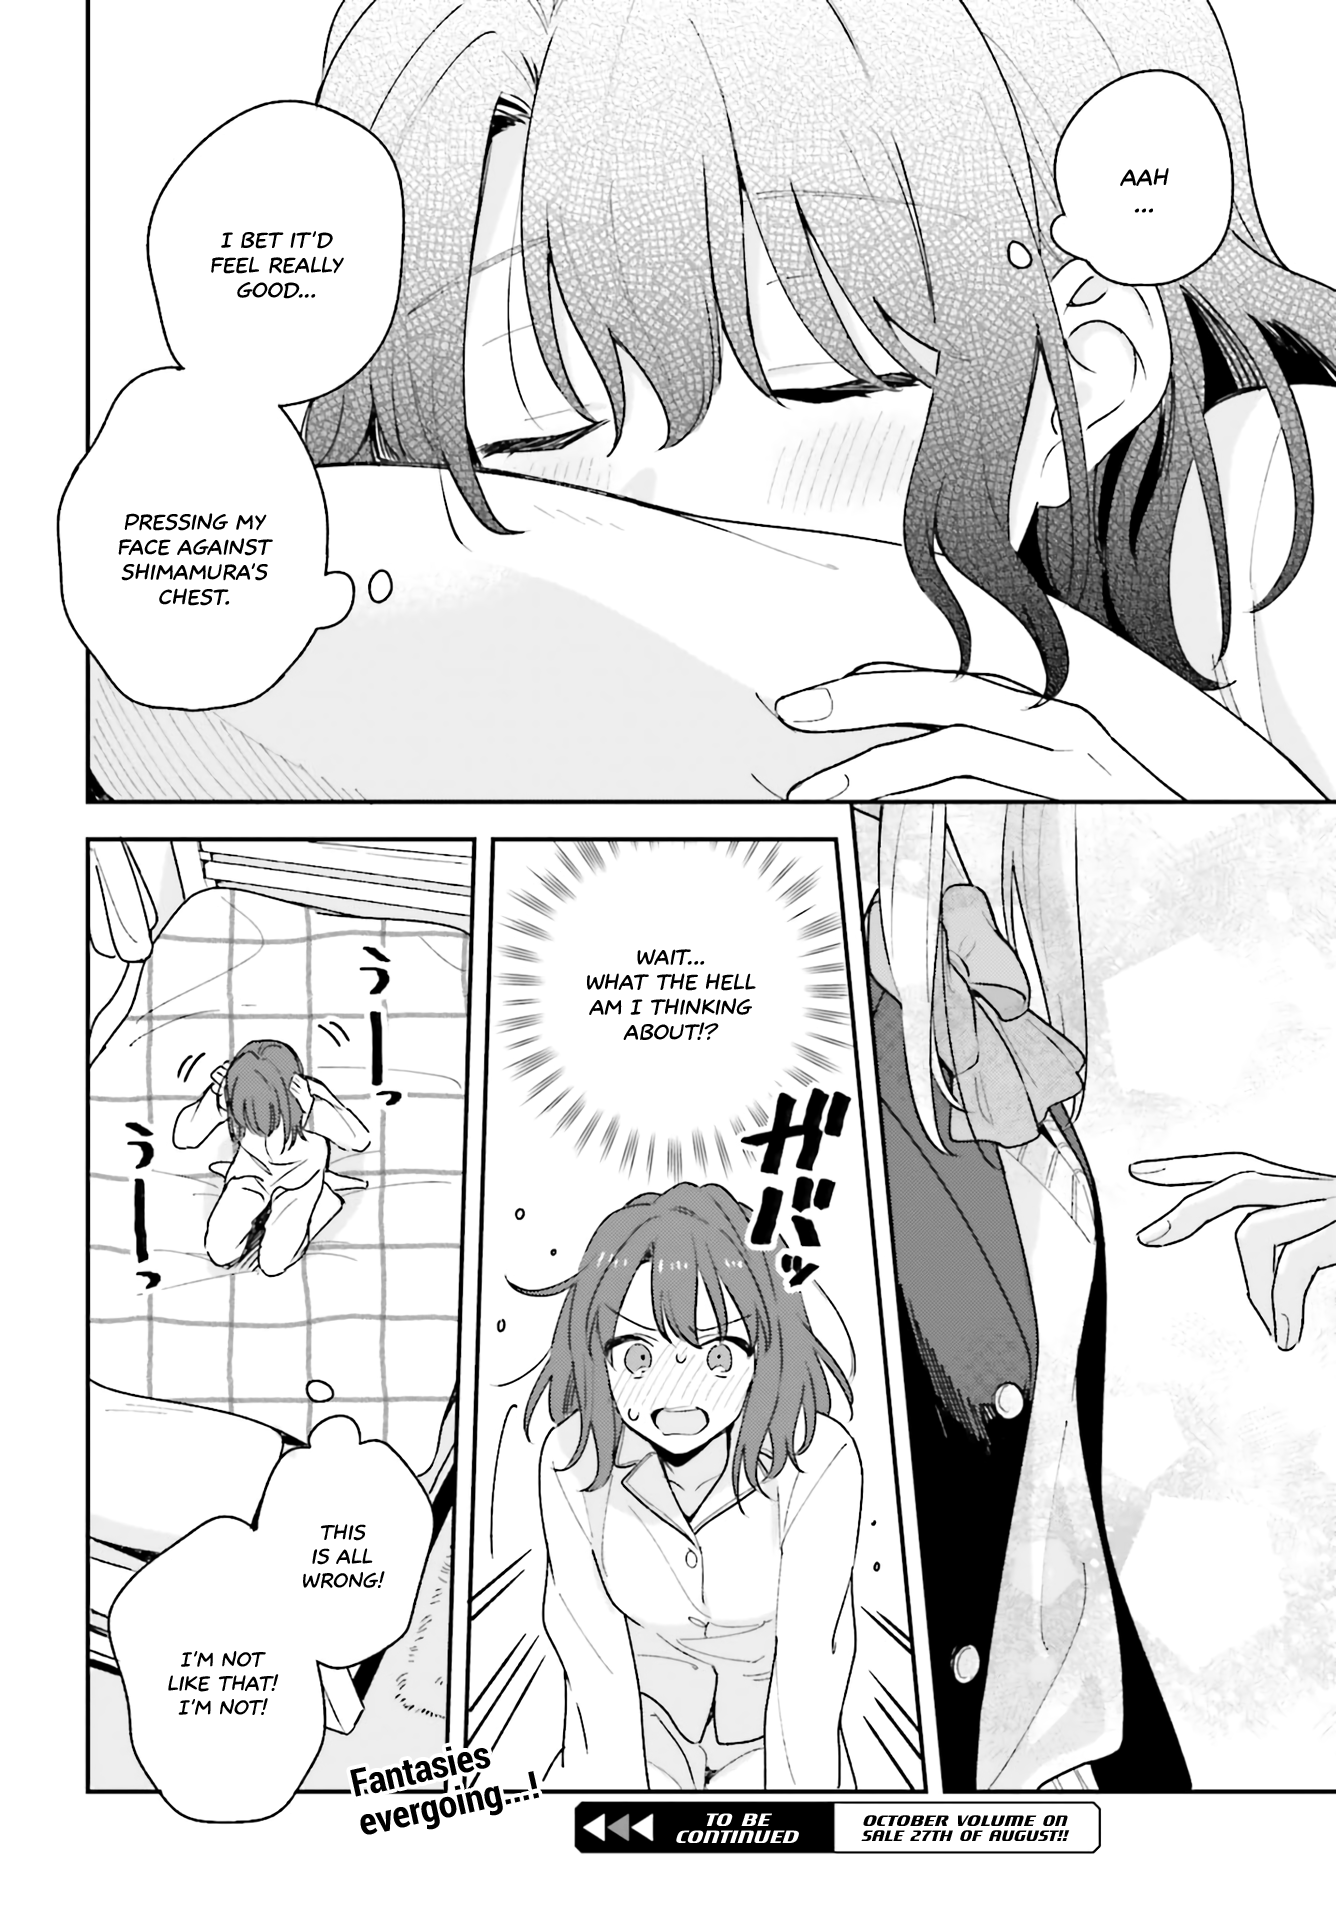 AAH
...
I BET IT'D
FEEL REALLY
GOOD...
PRESSING MY
FACE AGAINST
SHIMAMURA'S
CHEST.
WAIT...
WHAT THE HELL
AM I THINKING
ABOUT!?
ガバッ
うーっ
うーっ
THIS
IS ALL
WRONG!
I'M NOT
LIKE THAT!
I'M NOT!
Fantasies
evergoing...!
TO BE
CONTINUED
OCTOBER VOLUME ON
SALE 27TH OF AUGUST!!